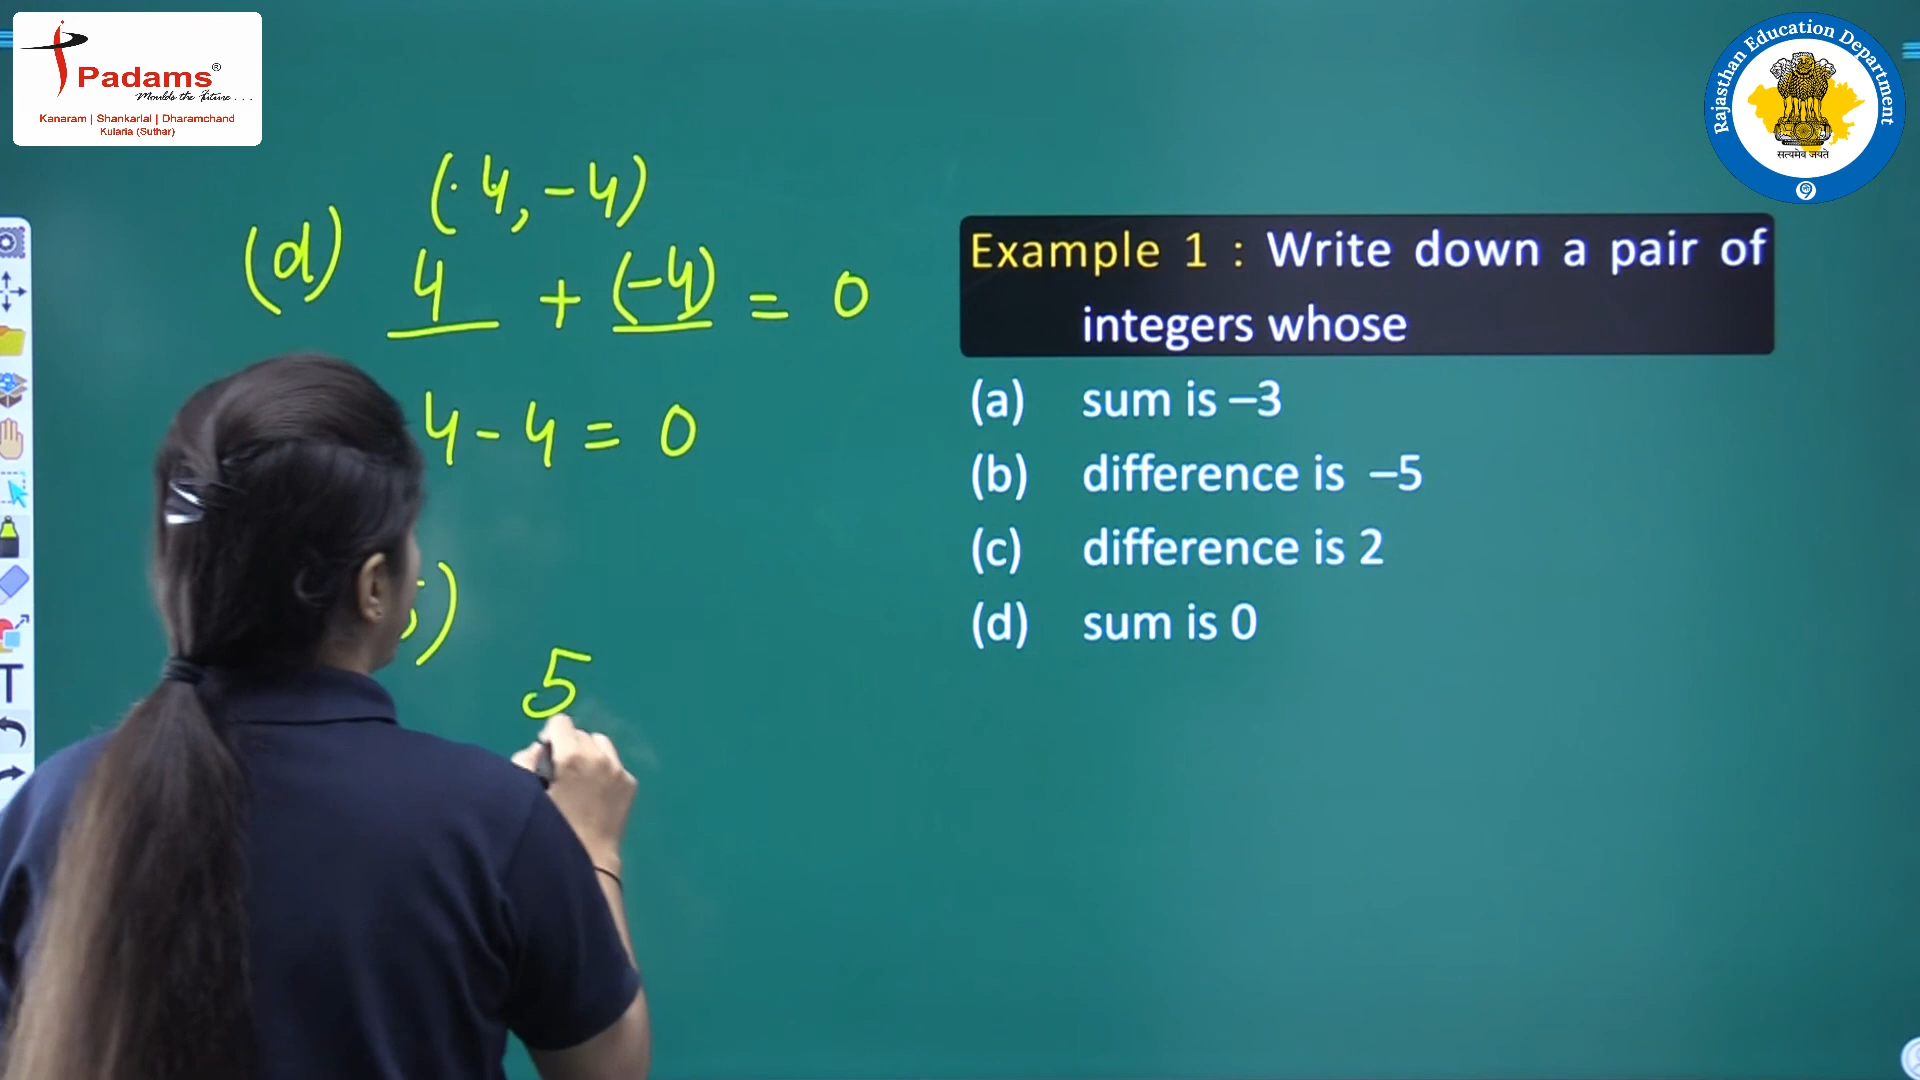 Padams®
Moulds the Future . . .
Kanaram | Shankarlal | Dharamchand
Kularia (Suthar)
Rajasthan Education Department
सत्यमेव जयते
(d)
(4, -4)
4 + (-4) = 0
4 - 4 = 0
5)
5
Example 1 : Write down a pair of
integers whose
(a) sum is –3
(b) difference is –5
(c) difference is 2
(d) sum is 0
T